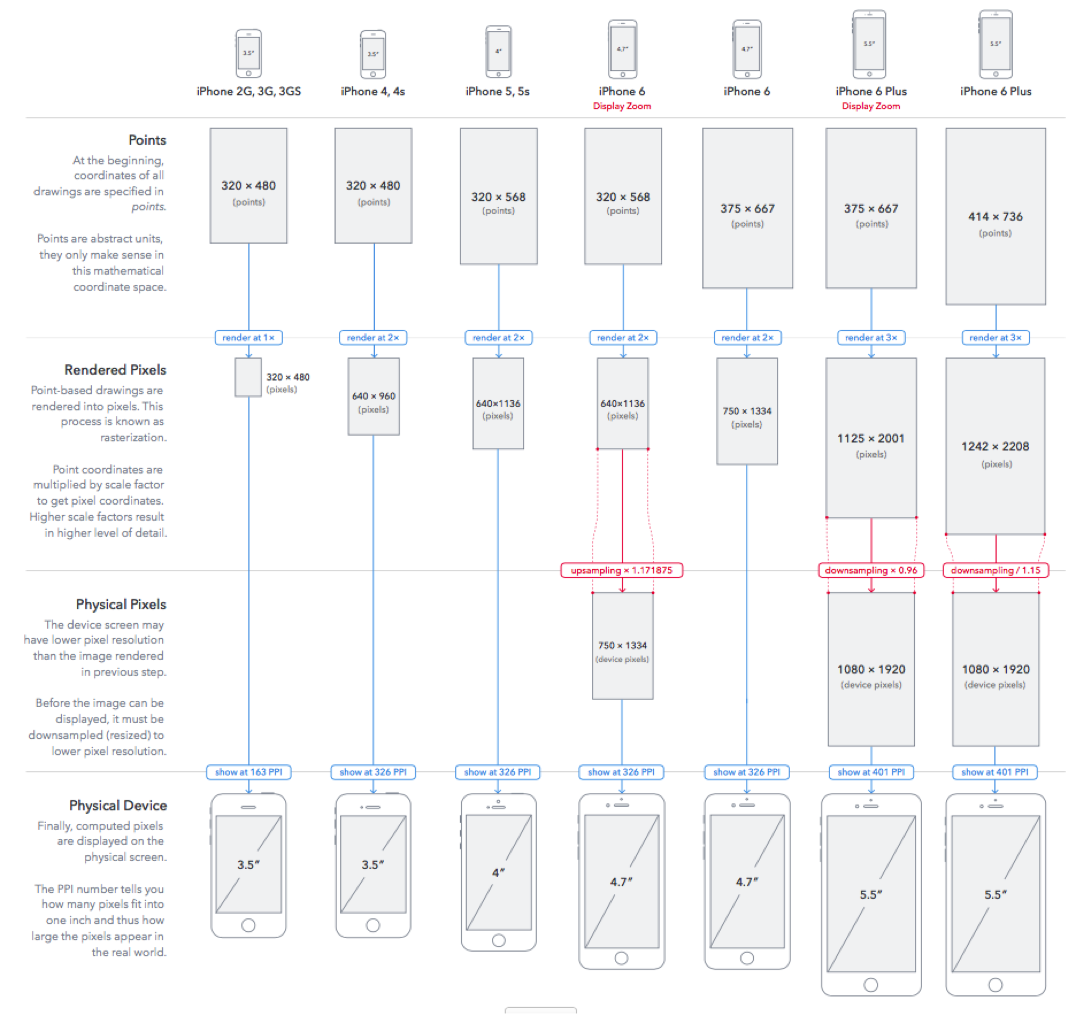 3.5″
3.5″
4″
4.7″
4.7″
5.5″
5.5″
iPhone 2G, 3G, 3GS
iPhone 4, 4s
iPhone 5, 5s
iPhone 6
Display Zoom
iPhone 6
iPhone 6 Plus
Display Zoom
iPhone 6 Plus
Points
At the beginning,
coordinates of all
drawings are specified in
points.
Points are abstract units,
they only make sense in
this mathematical
coordinate space.
320 × 480
(points)
320 × 480
(points)
320 × 568
(points)
320 × 568
(points)
375 × 667
(points)
375 × 667
(points)
414 × 736
(points)
render at 1×
render at 2×
render at 2×
render at 2×
render at 2×
render at 3×
render at 3×
Rendered Pixels
Point-based drawings are
rendered into pixels. This
process is known as
rasterization.
Point coordinates are
multiplied by scale factor
to get pixel coordinates.
Higher scale factors result
in higher level of detail.
320 × 480
(pixels)
640 × 960
(pixels)
640×1136
(pixels)
640×1136
(pixels)
750 × 1334
(pixels)
1125 × 2001
(pixels)
1242 × 2208
(pixels)
upsampling × 1.171875
downsampling × 0.96
downsampling / 1.15
Physical Pixels
The device screen may
have lower pixel resolution
than the image rendered
in previous step.
Before the image can be
displayed, it must be
downsampled (resized) to
lower pixel resolution.
750 × 1334
(device pixels)
1080 × 1920
(device pixels)
1080 × 1920
(device pixels)
show at 163 PPI
show at 326 PPI
show at 326 PPI
show at 326 PPI
show at 326 PPI
show at 401 PPI
show at 401 PPI
Physical Device
Finally, computed pixels
are displayed on the
physical screen.
The PPI number tells you
how many pixels fit into
one inch and thus how
large the pixels appear in
the real world.
3.5″
3.5″
4″
4.7″
4.7″
5.5″
5.5″